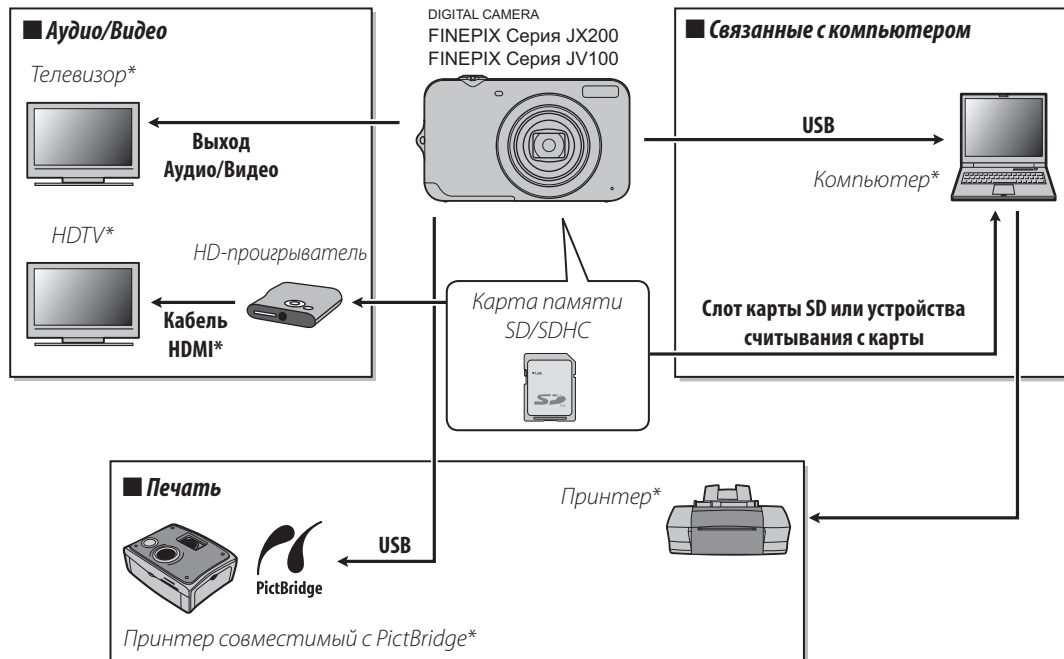 DIGITAL CAMERA
FINEPIX Серия JX200
FINEPIX Серия JV100
■ Аудио/Видео
Телевизор*
Выход
Аудио/Видео
HDTV*
HD-проигрыватель
Кабель
HDMI*
Карта памяти
SD/SDHC
SD
■ Связанные с компьютером
USB
Компьютер*
Слот карты SD или устройства
считывания с карты
■ Печать
Принтер*
USB
PictBridge
Принтер совместимый с PictBridge*